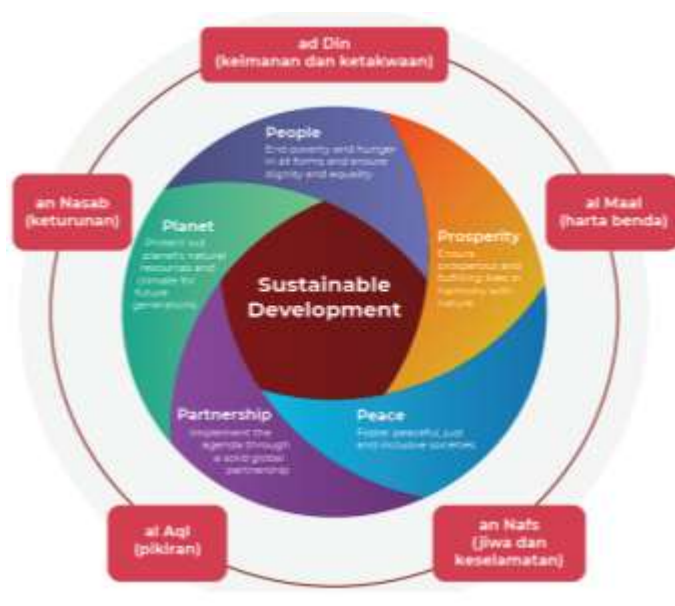 ad Din
(keimanan dan ketakwaan)
People
End poverty and hunger
in all forms and ensure
dignity and equality
an Nasab
(keturunan)
al Maal
(harta benda)
Planet
Protect our
planet's natural
resources and
climate for
future
generations
Prosperity
Ensure
prosperous and
fulfilling lives in
harmony with
nature
Sustainable
Development
Partnership
Implement the
agenda through
a solid global
partnership
Peace
Foster peaceful, just
and inclusive societies
al Aql
(pikiran)
an Nafs
(jiwa dan
keselamatan)